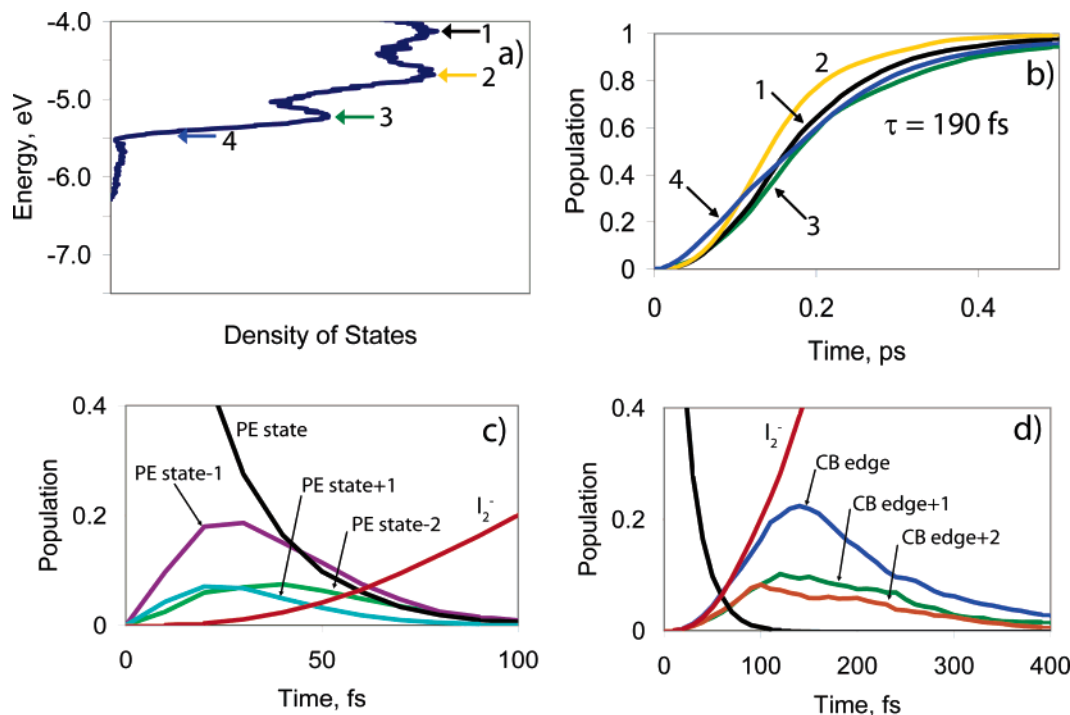 -4.0
-5.0
-6.0
-7.0
Energy, eV
a)
1
2
3
4
Density of States
1
0.8
0.6
0.4
0.2
0
Population
b)
2
1
4
3
τ = 190 fs
0
0.2
0.4
Time, ps
0.4
0.2
0
Population
c)
PE state
PE state-1
PE state+1
PE state-2
I₂⁻
0
50
100
Time, fs
0.4
0.2
0
Population
d)
I₂⁻
CB edge
CB edge+1
CB edge+2
0
100
200
300
400
Time, fs